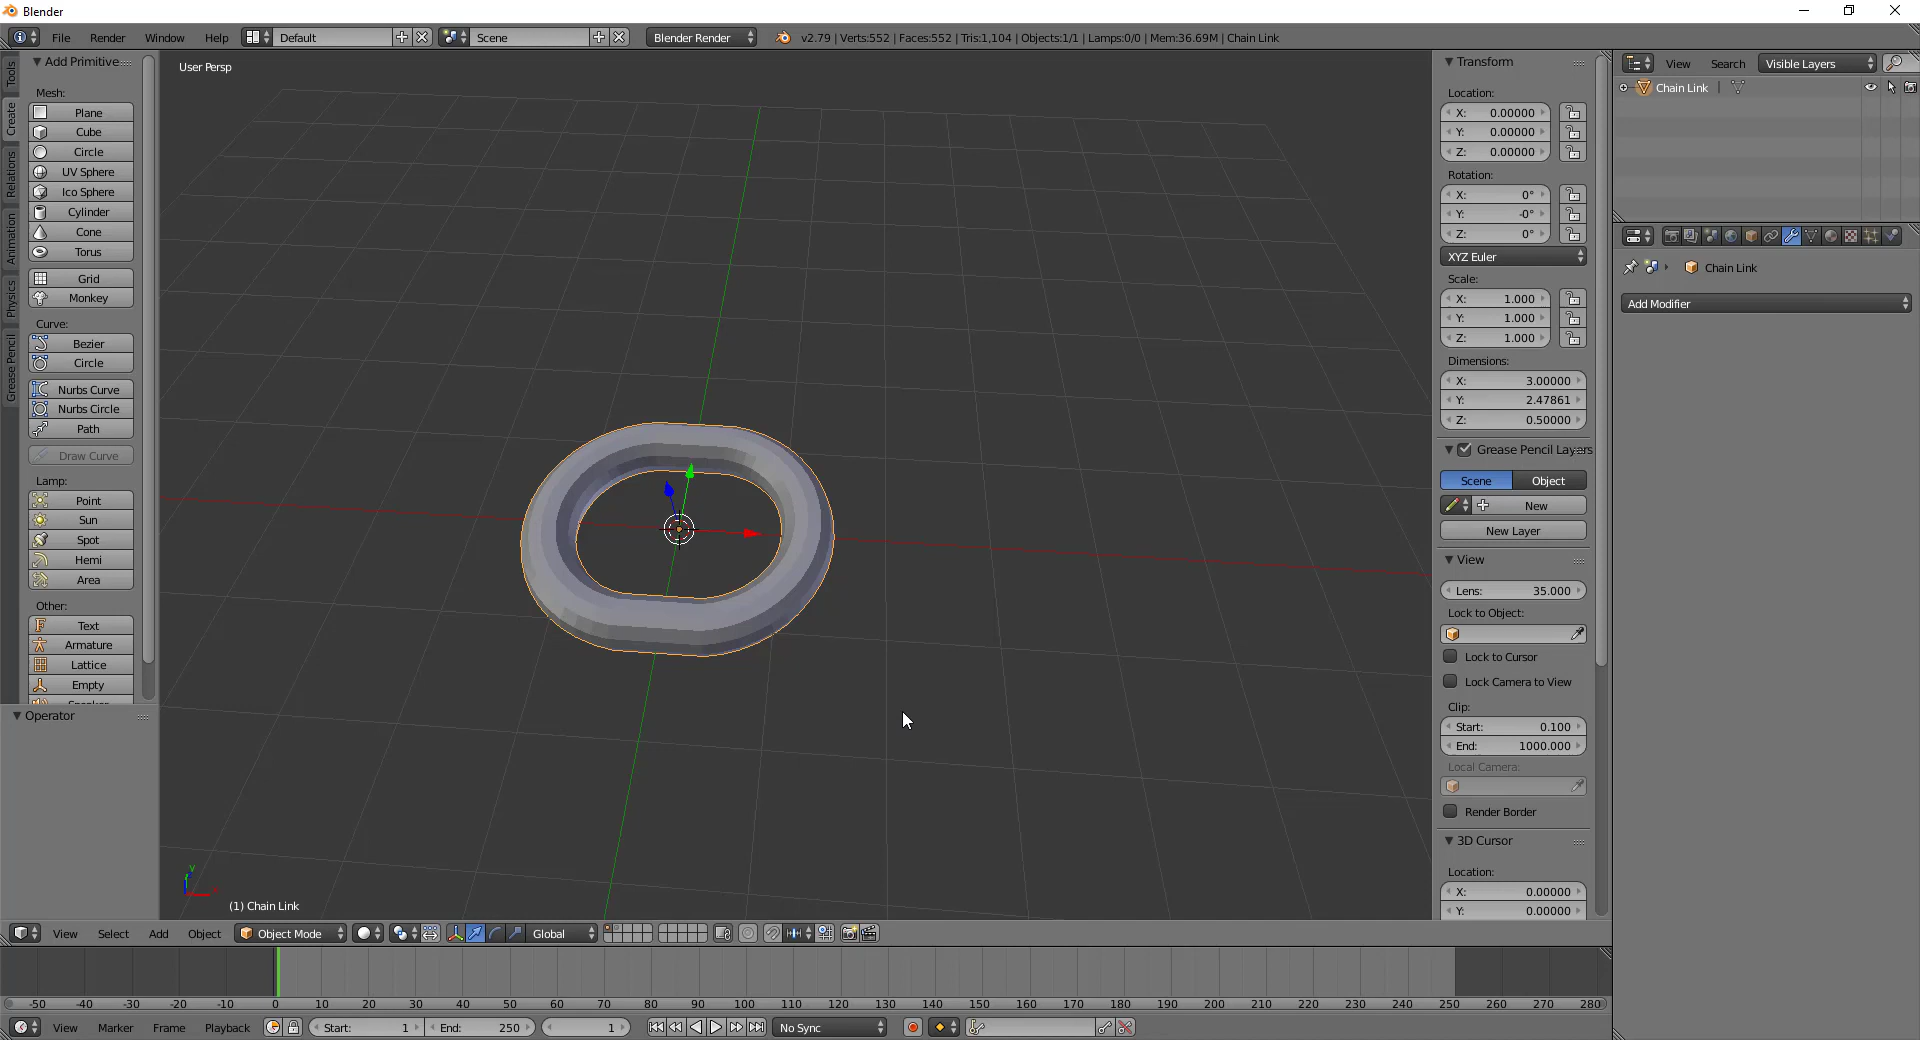 Blender
File Render Window Help Default Scene Blender Render v2.79 | Verts:552 | Faces:552 | Tris:1,104 | Objects:1/1 | Lamps:0/0 | Mem:36.69M | Chain Link
Tools
Create
Relations
Animation
Physics
Grease Pencil
Add Primitive
Mesh:
Plane
Cube
Circle
UV Sphere
Ico Sphere
Cylinder
Cone
Torus
Grid
Monkey
Curve:
Bezier
Circle
Nurbs Curve
Nurbs Circle
Path
Draw Curve
Lamp:
Point
Sun
Spot
Hemi
Area
Other:
Text
Armature
Lattice
Empty
Operator
User Persp
(1) Chain Link
Transform
Location:
X: 0.00000
Y: 0.00000
Z: 0.00000
Rotation:
X: 0°
Y: -0°
Z: 0°
XYZ Euler
Scale:
X: 1.000
Y: 1.000
Z: 1.000
Dimensions:
X: 3.00000
Y: 2.47861
Z: 0.50000
Grease Pencil Layers
Scene Object
New
New Layer
View
Lens: 35.000
Lock to Object:
Lock to Cursor
Lock Camera to View
Clip:
Start: 0.100
End: 1000.000
Local Camera:
Render Border
3D Cursor
Location:
X: 0.00000
Y: 0.00000
View Search Visible Layers
Chain Link
Chain Link
Add Modifier
View Select Add Object Object Mode Global
-50 -40 -30 -20 -10 0 10 20 30 40 50 60 70 80 90 100 110 120 130 140 150 160 170 180 190 200 210 220 230 240 250 260 270 280
View Marker Frame Playback Start: 1 End: 250 1 No Sync